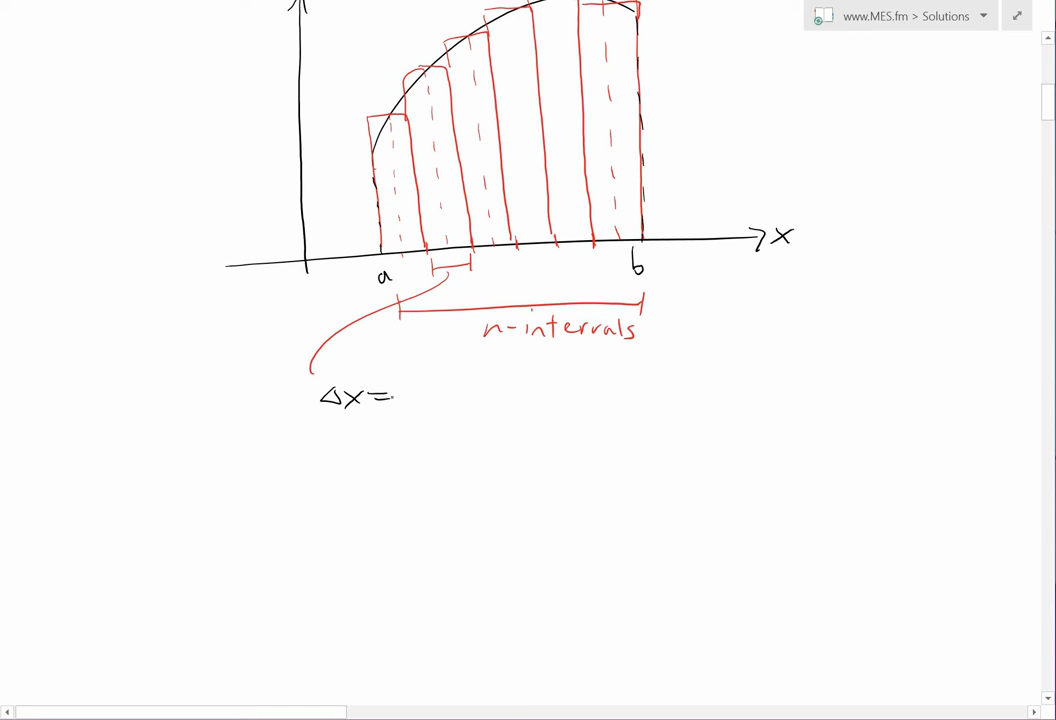 www.MES.fm > Solutions
x
a
b
n-intervals
Δx=